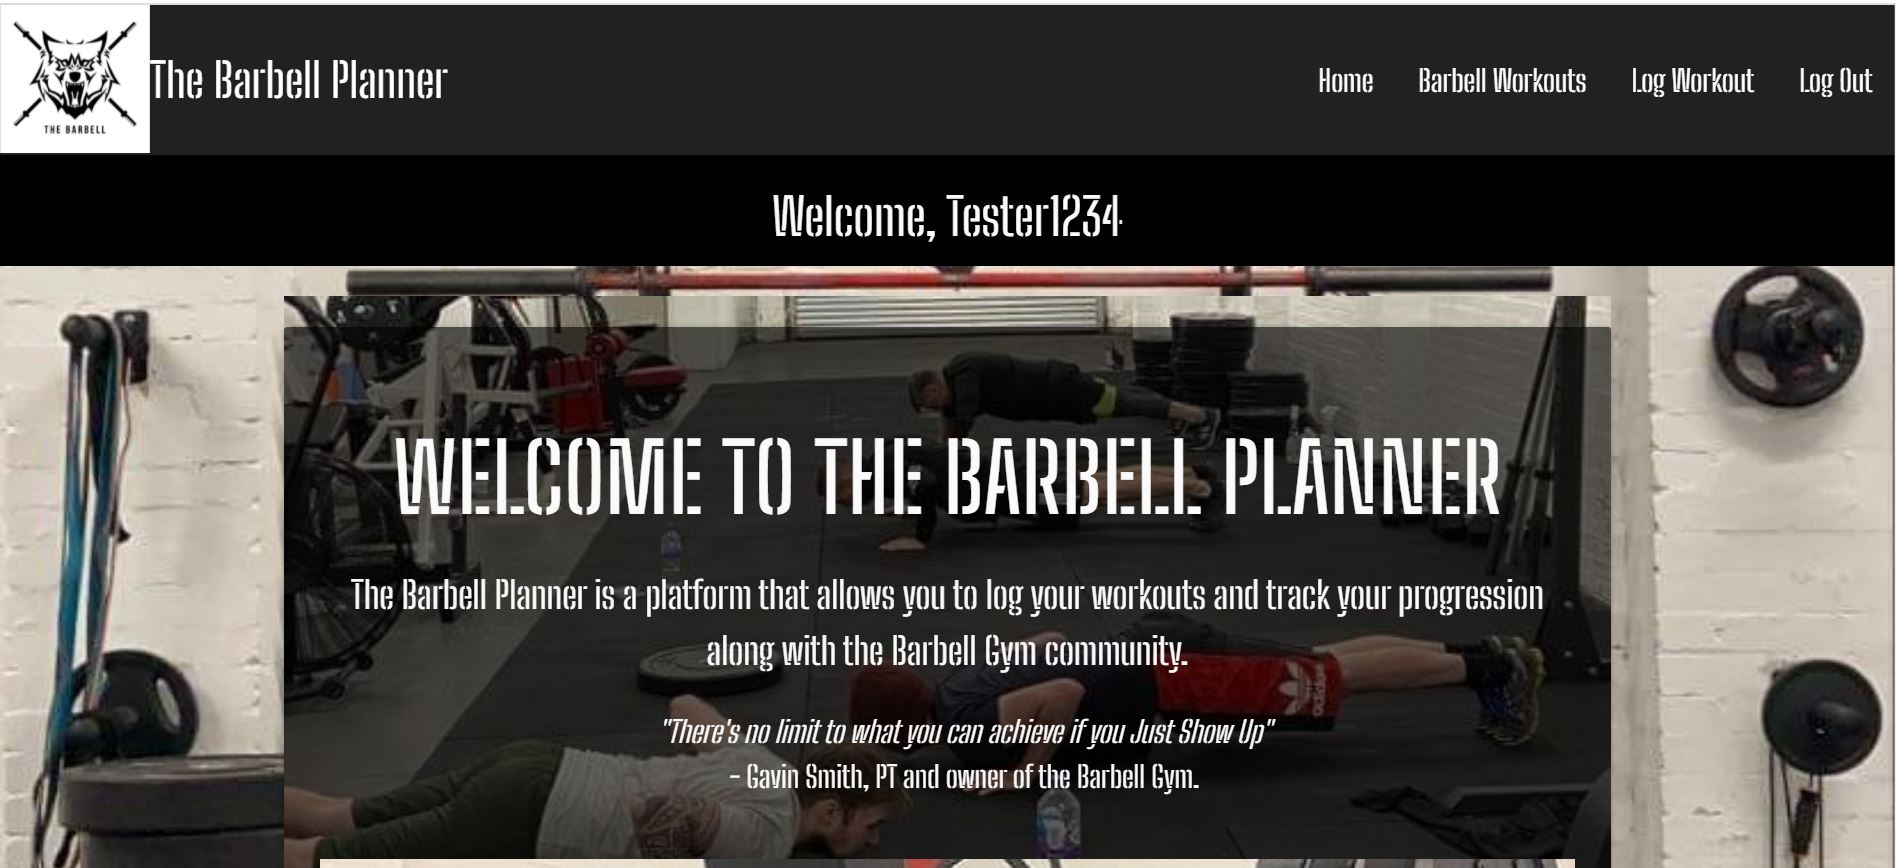 THE BARBELL
The Barbell Planner
Home
Barbell Workouts
Log Workout
Log Out
Welcome, Tester1234
WELCOME TO THE BARBELL PLANNER
The Barbell Planner is a platform that allows you to log your workouts and track your progression
along with the Barbell Gym community.
"There's no limit to what you can achieve if you Just Show Up"
- Gavin Smith, PT and owner of the Barbell Gym.
adidas